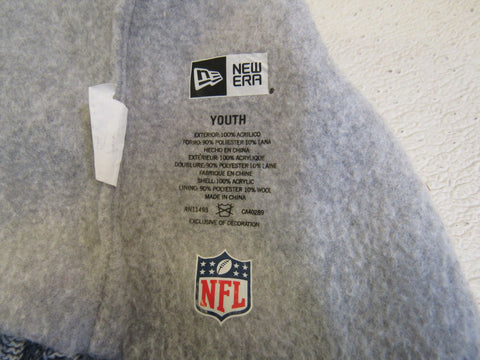 NEW
ERA
YOUTH
EXTERIOR:100% ACRILICO
FORRO:90% POLIESTER 10% LANA
HECHO EN CHINA
EXTÉRIEUR:100% ACRYLIQUE
DOUBLURE:90% POLYESTER 10% LAINE
FABRIQUE EN CHINE
SHELL:100% ACRYLIC
LINING:90% POLYESTER 10% WOOL
MADE IN CHINA
RN11493 CA40289
EXCLUSIVE OF DECORATION
NFL